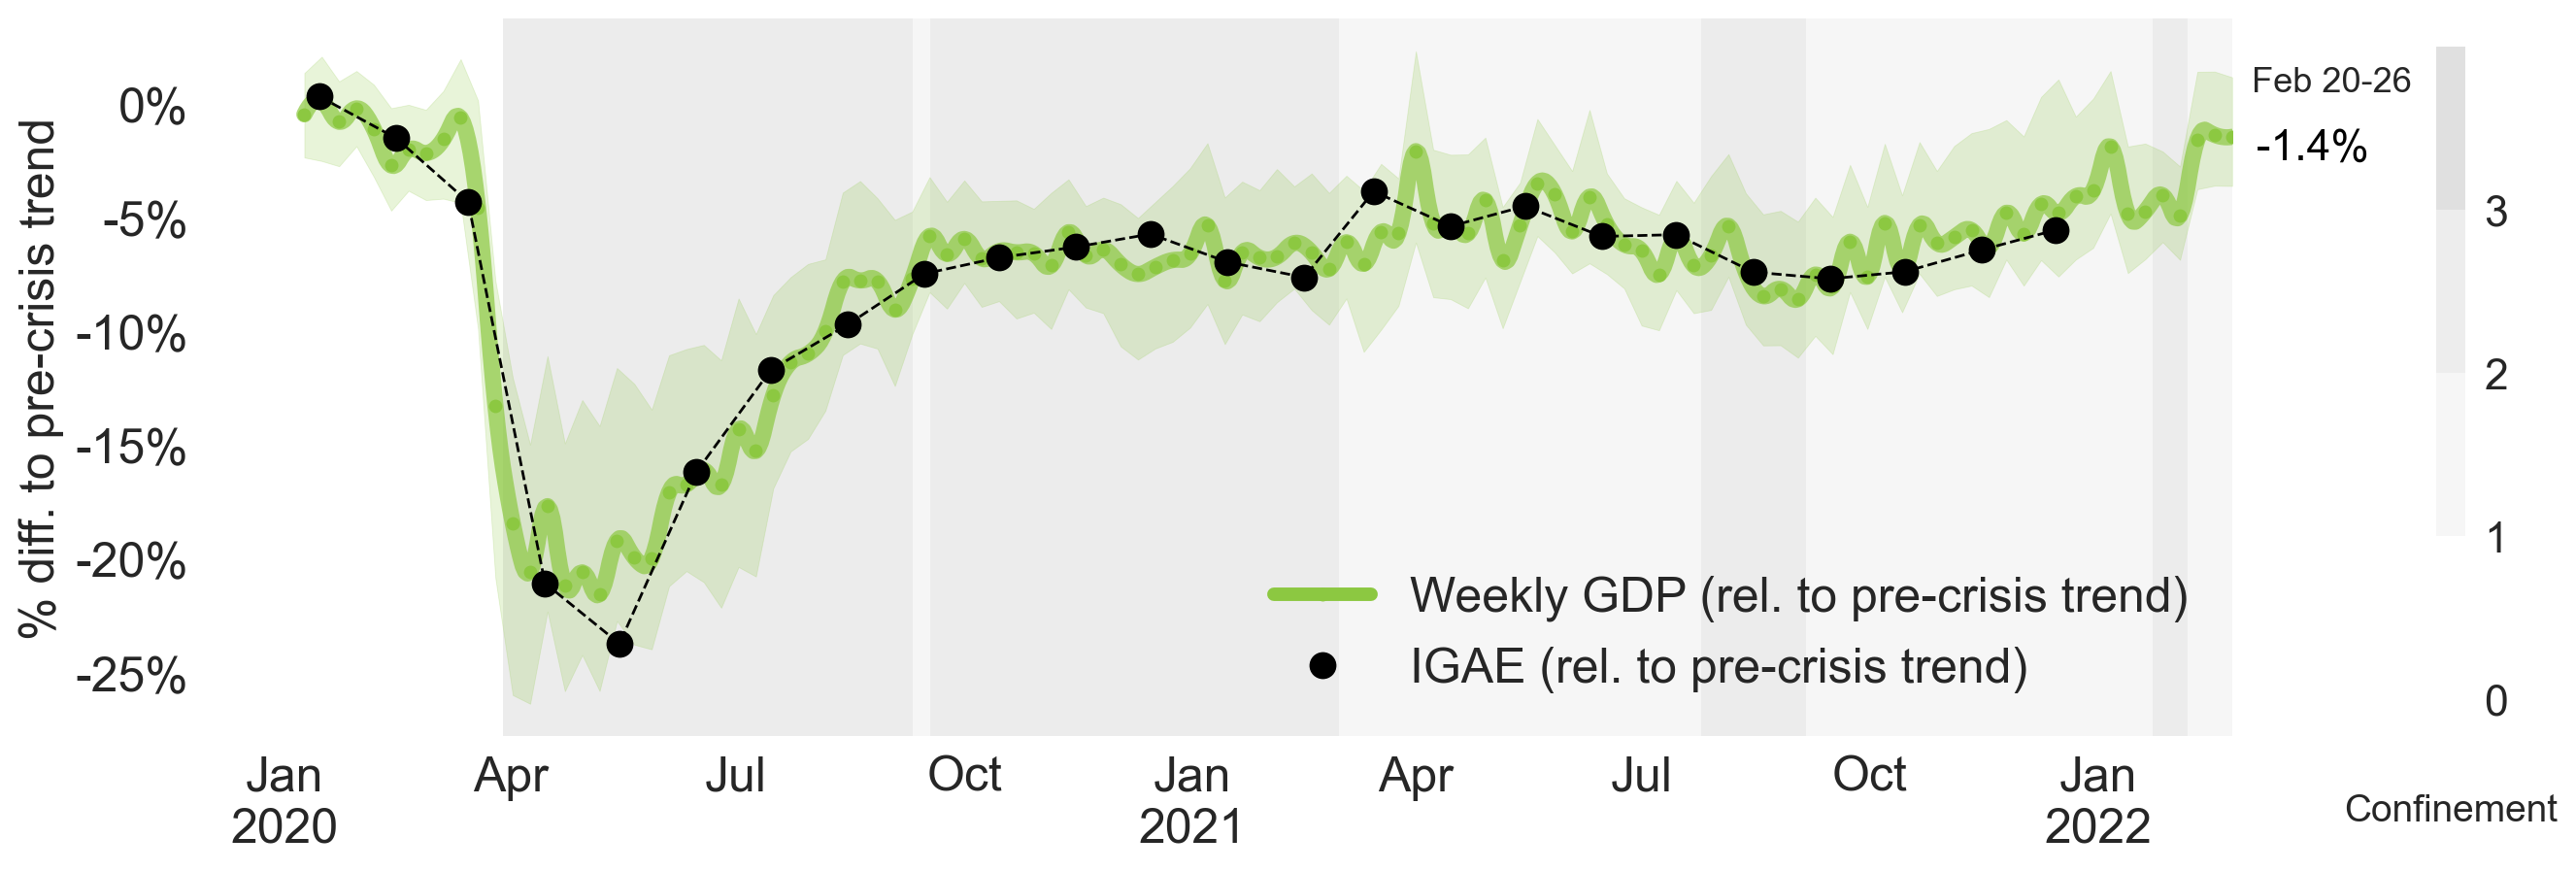 % diff. to pre-crisis trend
0%
-5%
-10%
-15%
-20%
-25%
Feb 20-26
-1.4%
Weekly GDP (rel. to pre-crisis trend)
IGAE (rel. to pre-crisis trend)
Jan
2020
Apr
Jul
Oct
Jan
2021
Apr
Jul
Oct
Jan
2022
3
2
1
0
Confinement